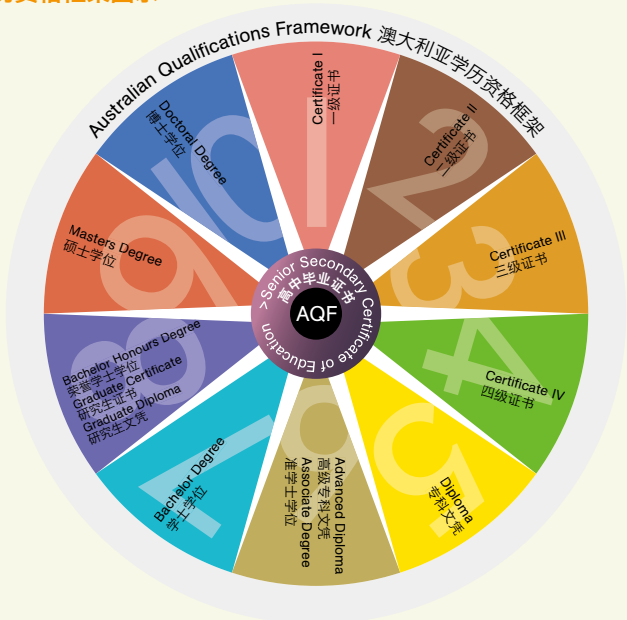 Australian Qualifications Framework 澳大利亚学历资格框架
1
Certificate I
一级证书
2
Certificate II
二级证书
3
Certificate III
三级证书
4
Certificate IV
四级证书
5
Diploma
专科文凭
6
Advanced Diploma
高级专科文凭
Associate Degree
准学士学位
7
Bachelor Degree
学士学位
8
Bachelor Honours Degree
荣誉学士学位
Graduate Certificate
研究生证书
Graduate Diploma
研究生文凭
9
Masters Degree
硕士学位
10
Doctoral Degree
博士学位
>Senior Secondary Certificate of Education
高中毕业证书
AQF